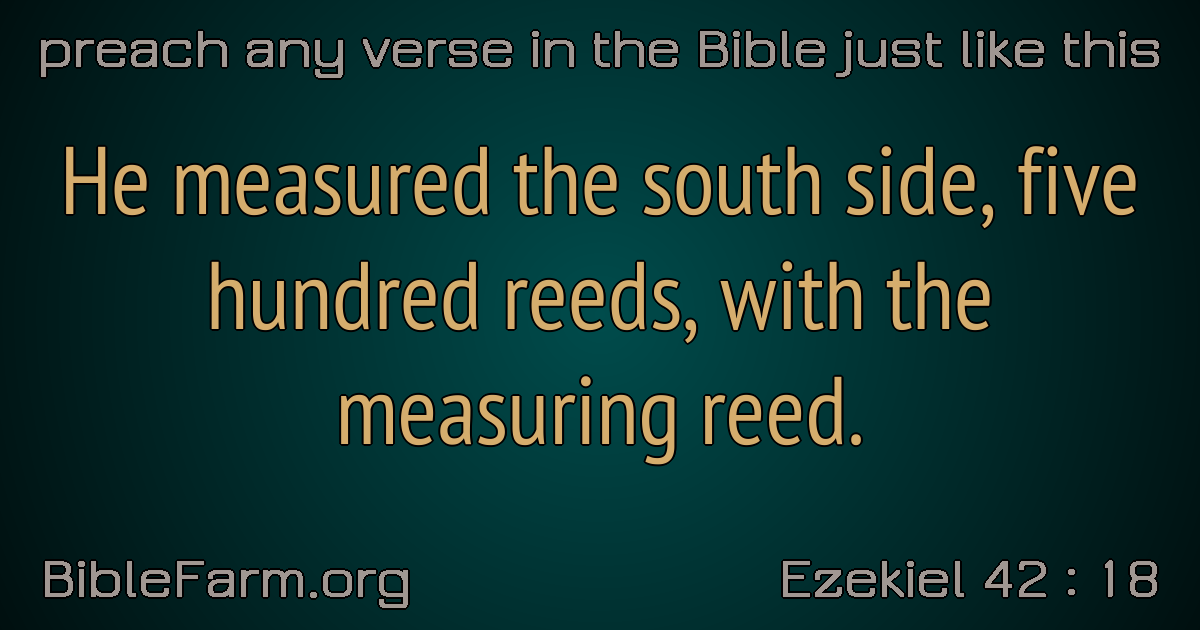 preach any verse in the Bible just like this
He measured the south side, five
hundred reeds, with the
measuring reed.
BibleFarm.org
Ezekiel 42 : 18